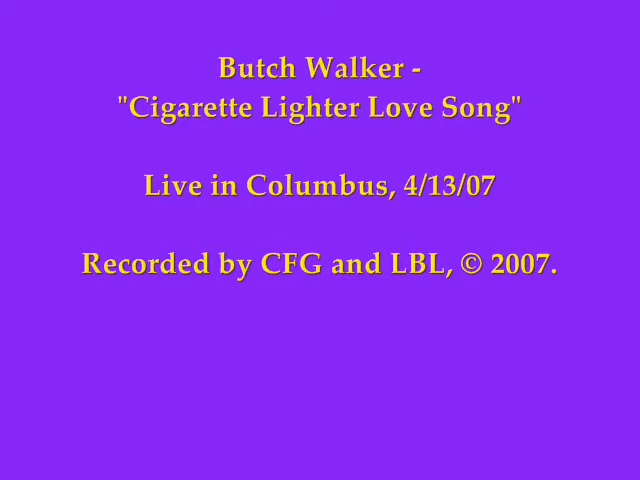 Butch Walker -
"Cigarette Lighter Love Song"
Live in Columbus, 4/13/07
Recorded by CFG and LBL, © 2007.